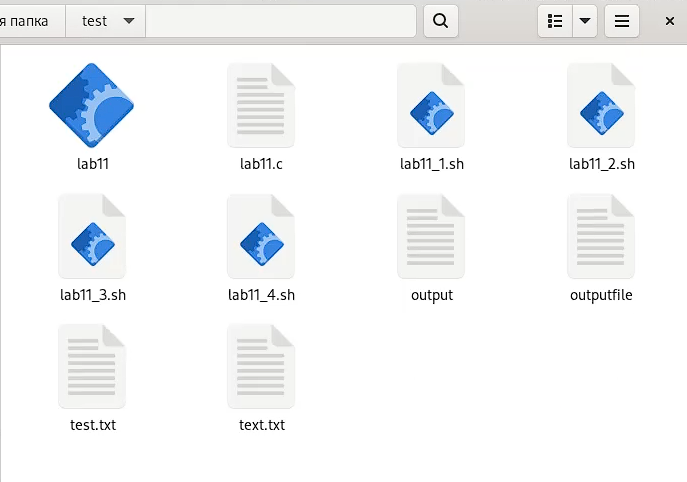 я папка test
lab11 lab11.c lab11_1.sh lab11_2.sh
lab11_3.sh lab11_4.sh output outputfile
test.txt text.txt